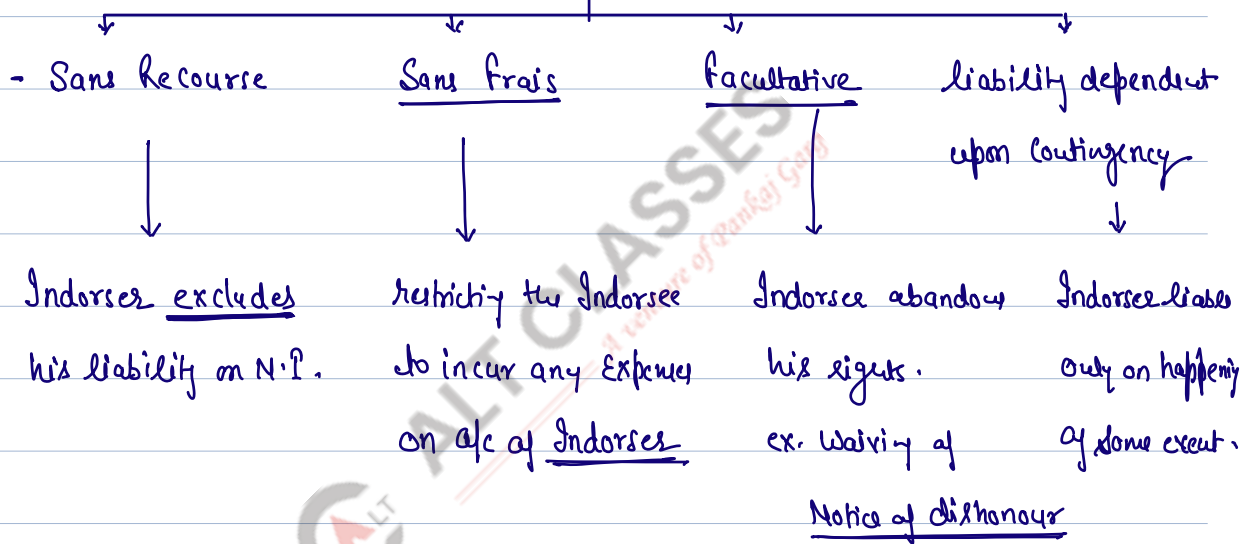 - Sans Recourse Sans Frais Facultative liability dependent
upon Contingency
Indorser excludes restricting the Indorsee Indorser abandons Indorser liable
his liability on N.I. to incur any Expenses his rights. only on happening
on a/c of Indorser ex. Waiving of of some event.
Notice of dishonour
ALT CLASSES
A venture of Pankaj Garg
ALT